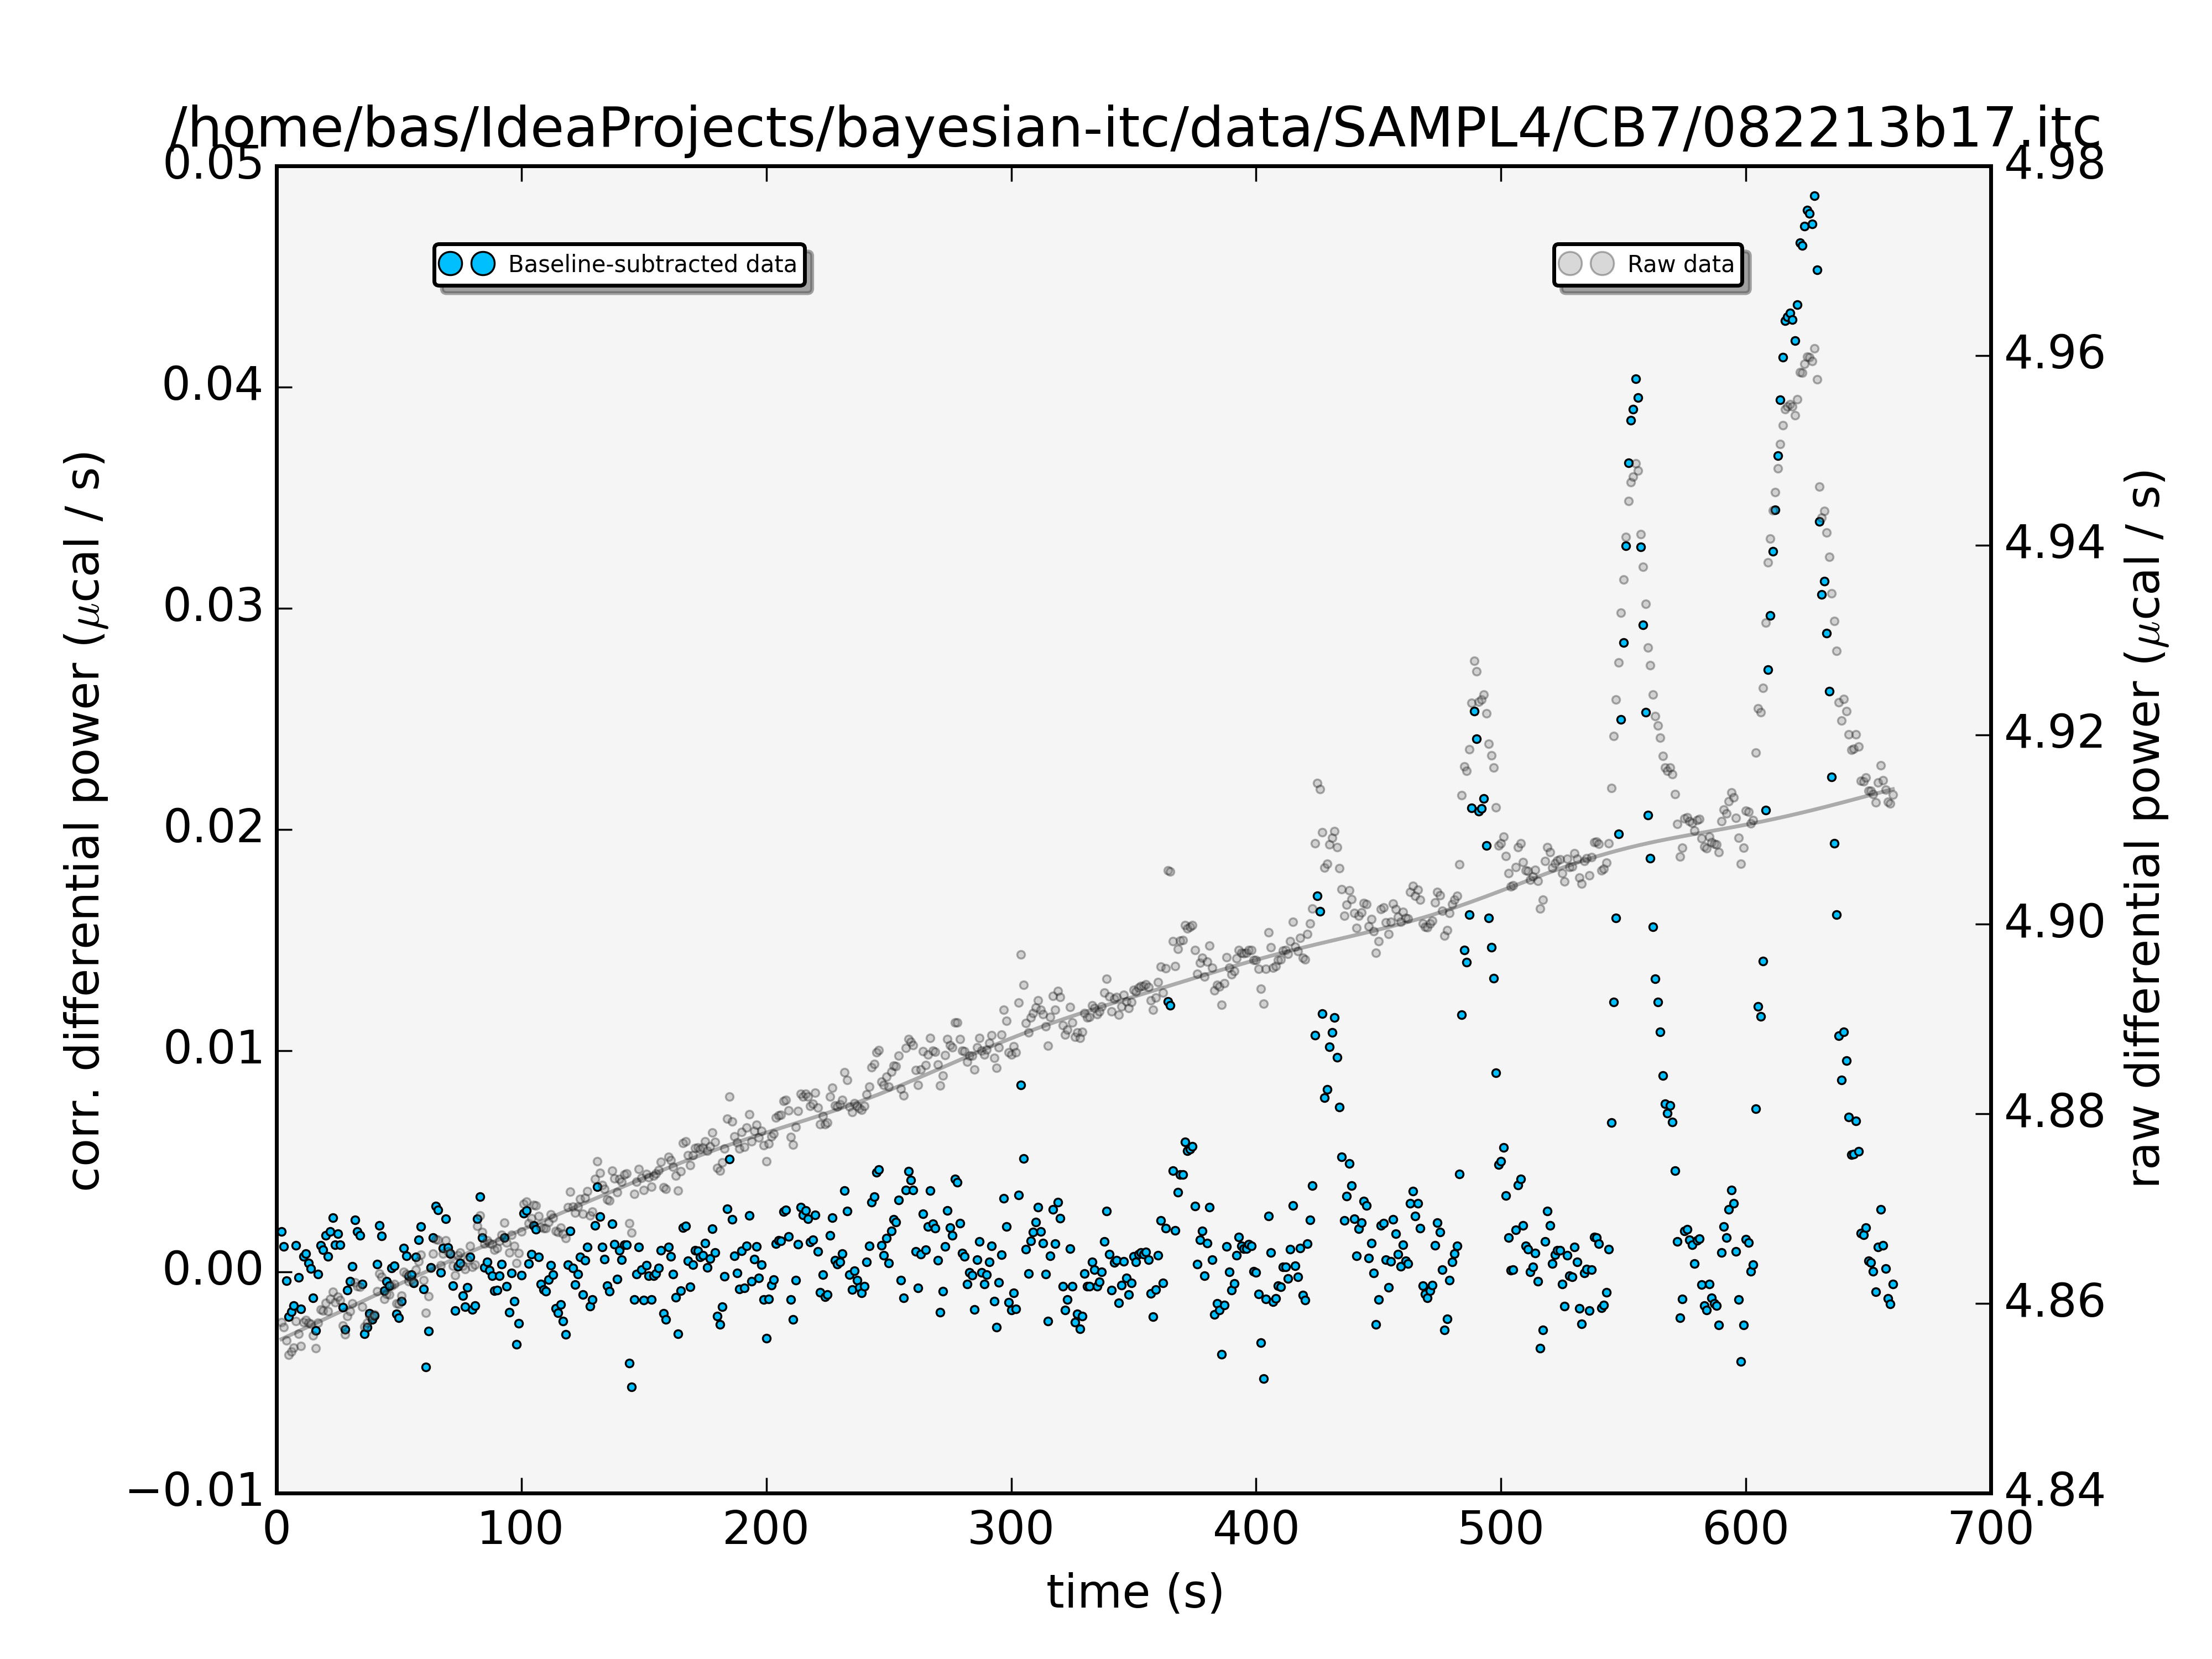 /home/bas/IdeaProjects/bayesian-itc/data/SAMPL4/CB7/082213b17.itc
Baseline-subtracted data
Raw data
corr. differential power (μcal / s)
0.05
0.04
0.03
0.02
0.01
0.00
−0.01
raw differential power (μcal / s)
4.98
4.96
4.94
4.92
4.90
4.88
4.86
4.84
0 100 200 300 400 500 600 700
time (s)